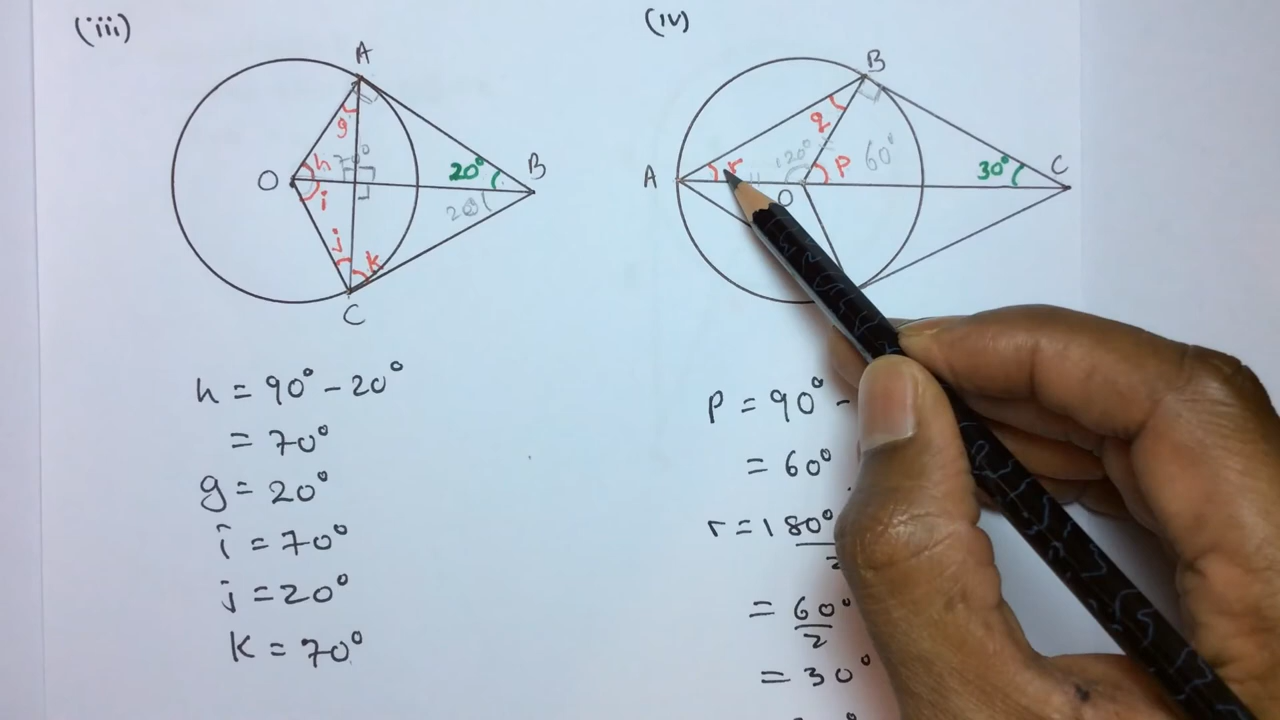 (iii)
A
g
h
70°
O
i
20°
B
20°
j
k
C
h = 90° - 20°
= 70°
g = 20°
i = 70°
j = 20°
k = 70°
(iv)
B
q
r
120°
p
60°
A
O
30°
C
p = 90° -
= 60°
r = 180°
2
= 60°
2
= 30°